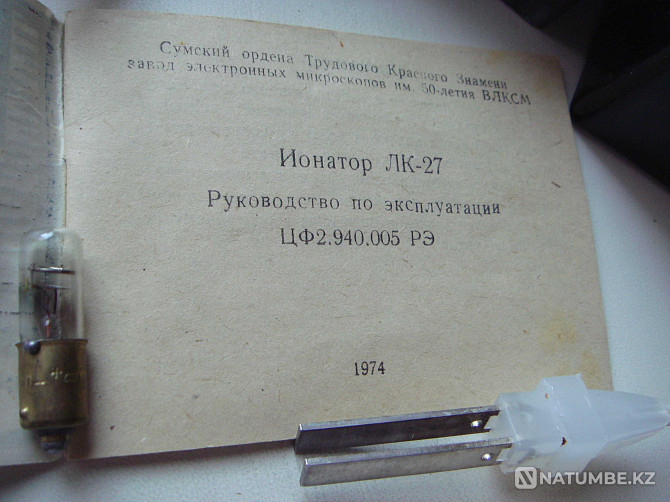 Сумский ордена Трудового Красного Знамени
завод электронных микроскопов им. 50-летия ВЛКСМ
Ионатор ЛК-27
Руководство по эксплуатации
ЦФ2.940.005 РЭ
1974
NATUMBE.KZ